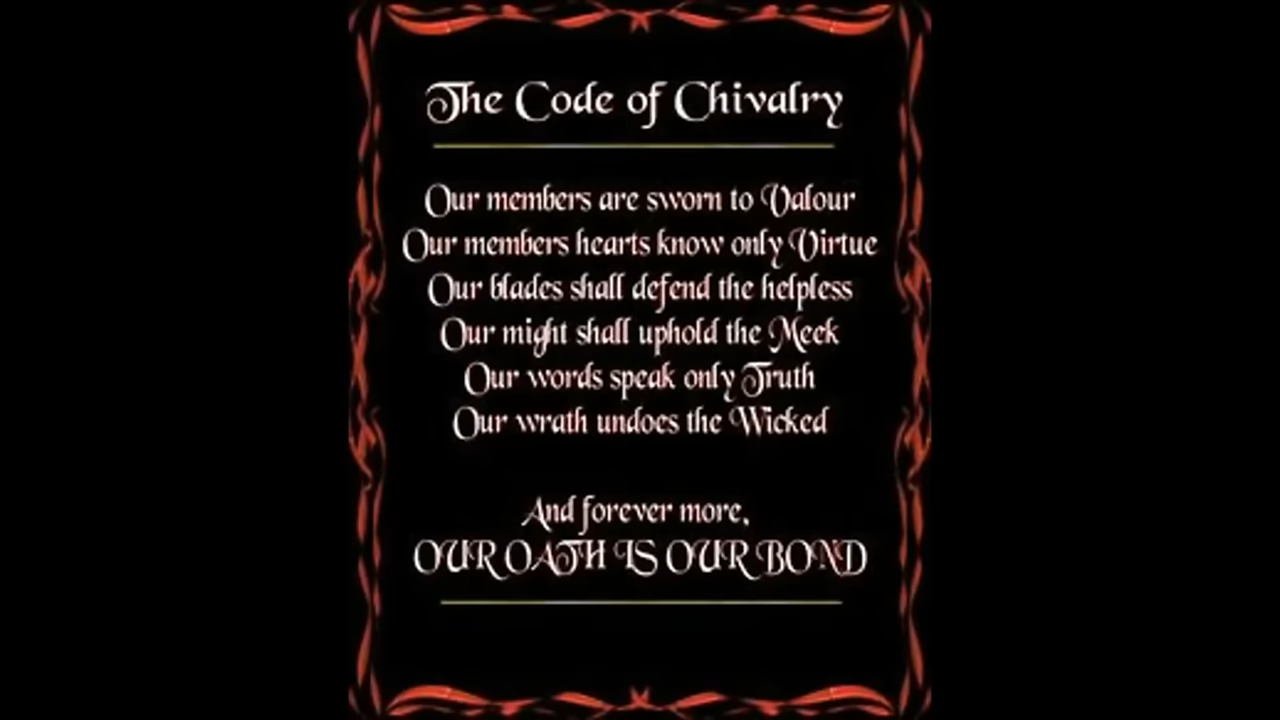 The Code of Chivalry
Our members are sworn to Valour
Our members hearts know only Virtue
Our blades shall defend the helpless
Our might shall uphold the Meek
Our words speak only Truth
Our wrath undoes the Wicked
And forever more,
OUR OATH IS OUR BOND